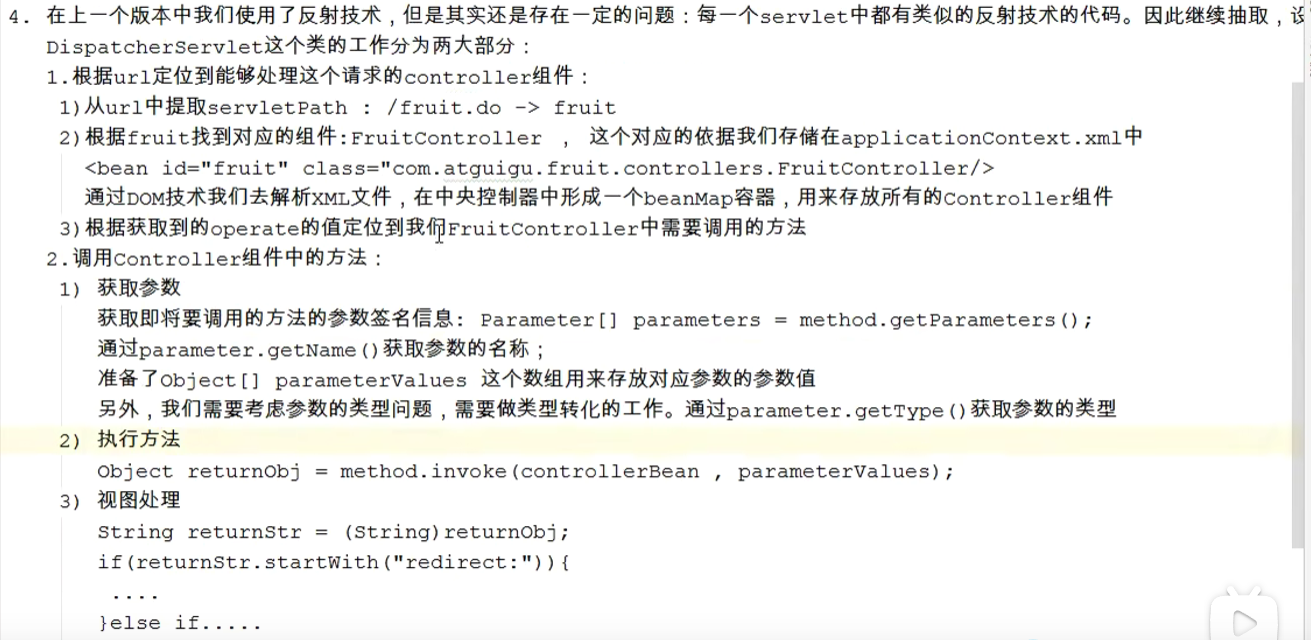 4. 在上一个版本中我们使用了反射技术，但是其实还是存在一定的问题：每一个servlet中都有类似的反射技术的代码。因此继续抽取，设
DispatcherServlet这个类的工作分为两大部分：
1.根据url定位到能够处理这个请求的controller组件：
1)从url中提取servletPath : /fruit.do -> fruit
2)根据fruit找到对应的组件:FruitController ， 这个对应的依据我们存储在applicationContext.xml中
<bean id="fruit" class="com.atguigu.fruit.controllers.FruitController/>
通过DOM技术我们去解析XML文件，在中央控制器中形成一个beanMap容器，用来存放所有的Controller组件
3)根据获取到的operate的值定位到我们FruitController中需要调用的方法
2.调用Controller组件中的方法：
1) 获取参数
获取即将要调用的方法的参数签名信息: Parameter[] parameters = method.getParameters();
通过parameter.getName()获取参数的名称；
准备了Object[] parameterValues 这个数组用来存放对应参数的参数值
另外，我们需要考虑参数的类型问题，需要做类型转化的工作。通过parameter.getType()获取参数的类型
2) 执行方法
Object returnObj = method.invoke(controllerBean , parameterValues);
3) 视图处理
String returnStr = (String)returnObj;
if(returnStr.startWith("redirect:")){
....
}else if.....